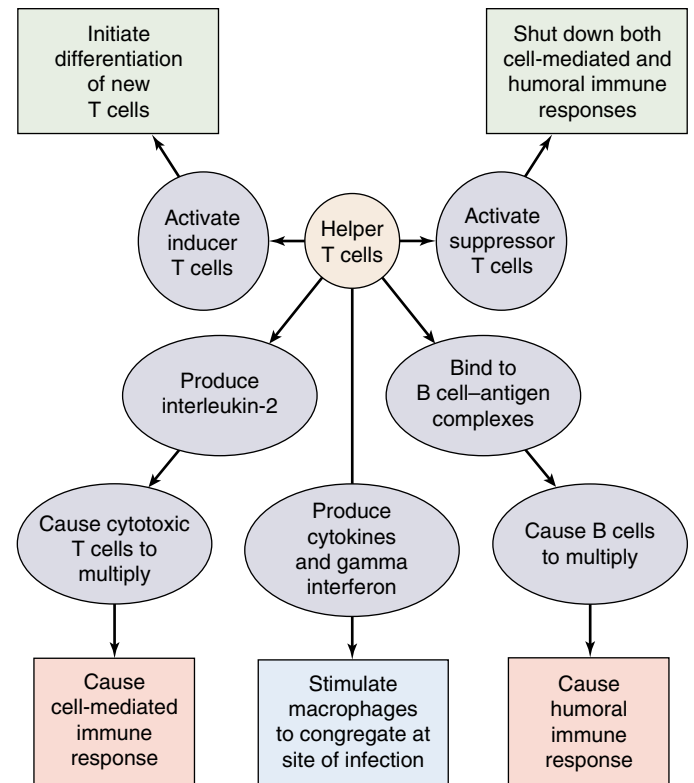 Initiate
differentiation
of new
T cells
Shut down both
cell-mediated and
humoral immune
responses
Activate
inducer
T cells
Helper
T cells
Activate
suppressor
T cells
Produce
interleukin-2
Bind to
B cell–antigen
complexes
Cause cytotoxic
T cells to
multiply
Produce
cytokines
and gamma
interferon
Cause B cells
to multiply
Cause
cell-mediated
immune
response
Stimulate
macrophages
to congregate at
site of infection
Cause
humoral
immune
response